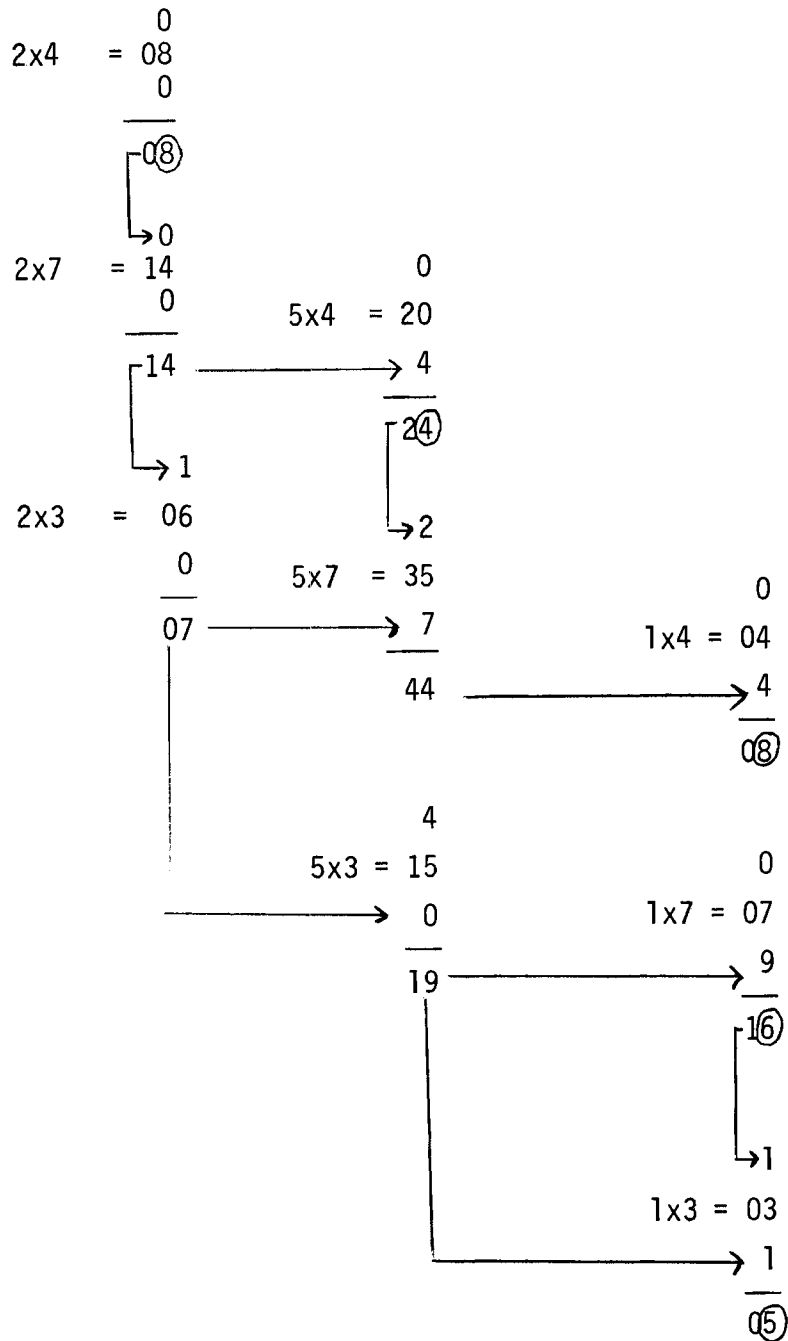 0
2x4 = 08
0
08
0
2x7 = 14 0
0 5x4 = 20
14 4
24
1
2x3 = 06 2
0 5x7 = 35 0
07 7 1x4 = 04
44 4
08
4
5x3 = 15 0
0 1x7 = 07
19 9
16
1
1x3 = 03
1
05